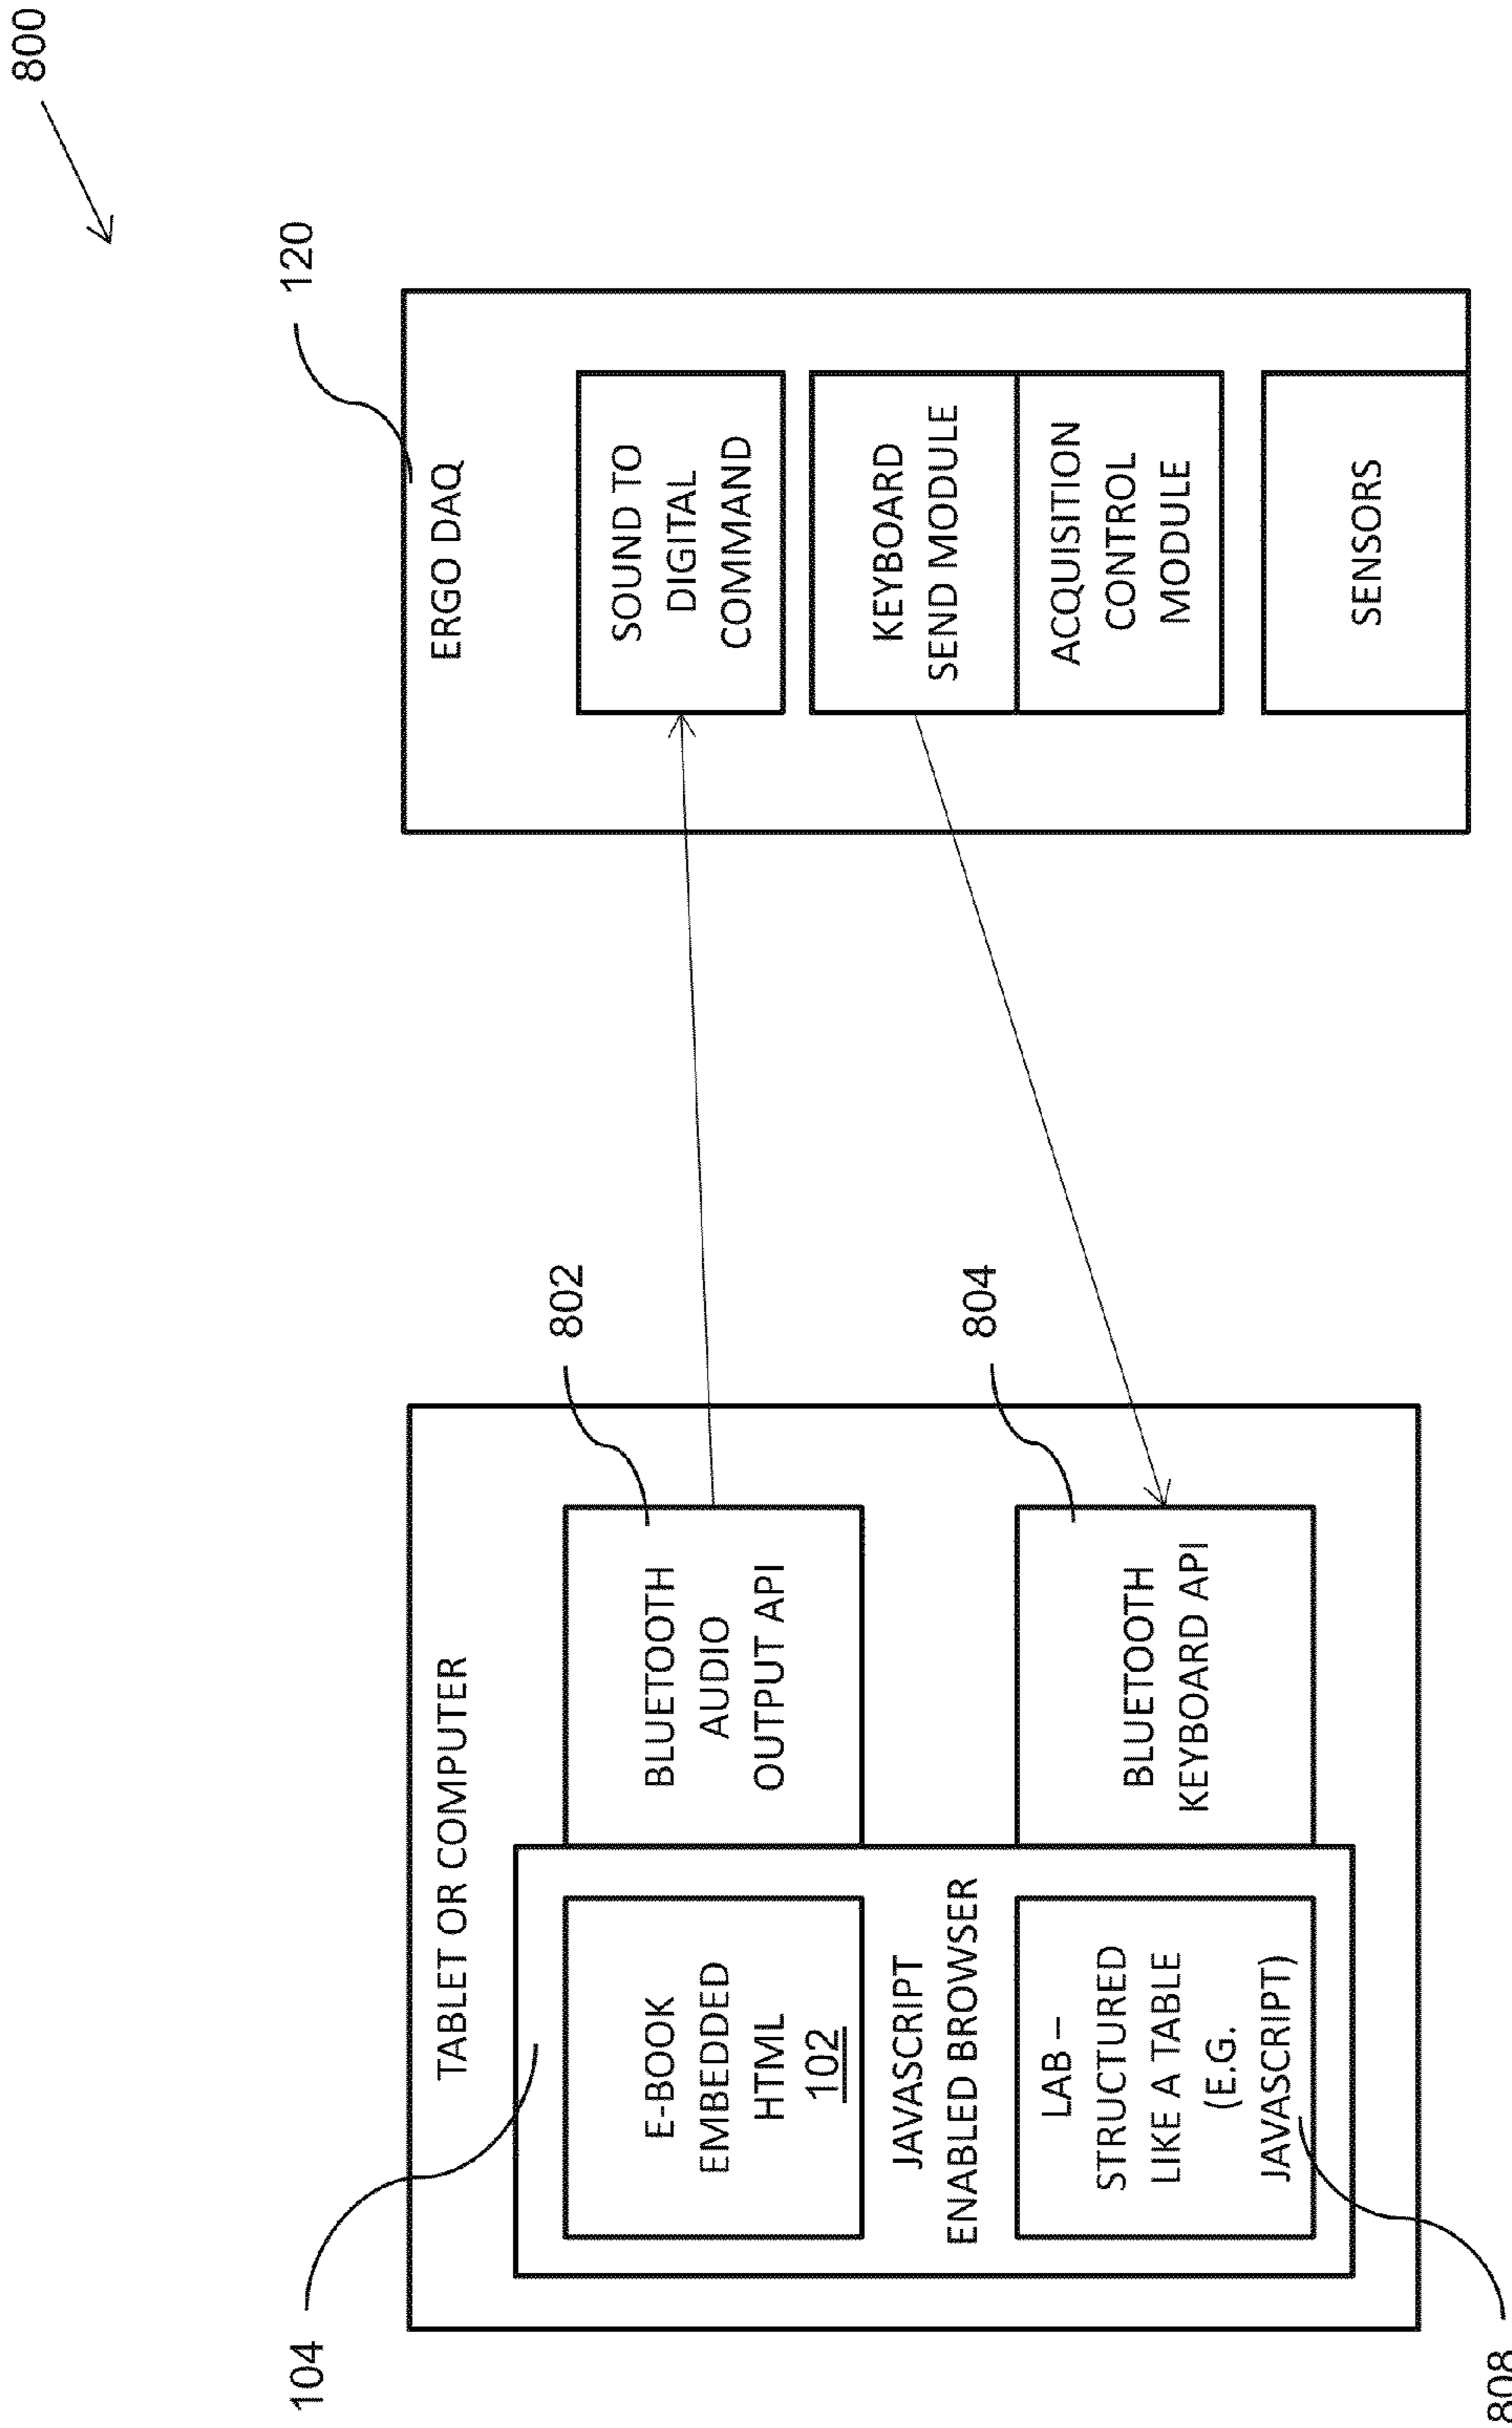 800
TABLET OR COMPUTER
104
E-BOOK
EMBEDDED
HTML
102
JAVASCRIPT
ENABLED BROWSER
LAB –
STRUCTURED
LIKE A TABLE
(E.G.
JAVASCRIPT)
808
BLUETOOTH
AUDIO
OUTPUT API
802
BLUETOOTH
KEYBOARD API
804
ERGO DAQ
120
SOUND TO
DIGITAL
COMMAND
KEYBOARD
SEND MODULE
ACQUISITION
CONTROL
MODULE
SENSORS